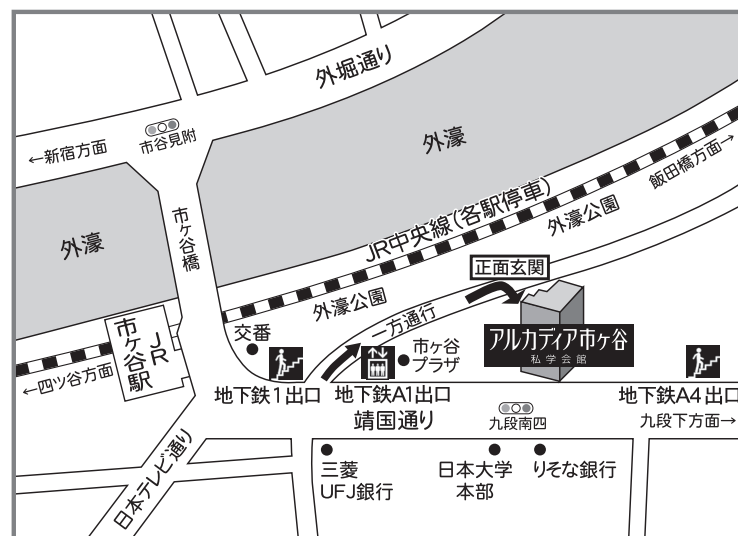 外堀通り
←新宿方面
市谷見附
外濠
飯田橋方面→
市ヶ谷橋
外濠
JR中央線（各駅停車）
外濠公園
正面玄関
外濠公園
一方通行
交番
市ヶ谷
プラザ
アルカディア市ヶ谷
私学会館
JR
市ヶ谷駅
←四ツ谷方面
地下鉄1出口
地下鉄A1出口
地下鉄A4出口
靖国通り
九段南四
九段下方面→
日本テレビ通り
三菱
UFJ銀行
日本大学
本部
りそな銀行